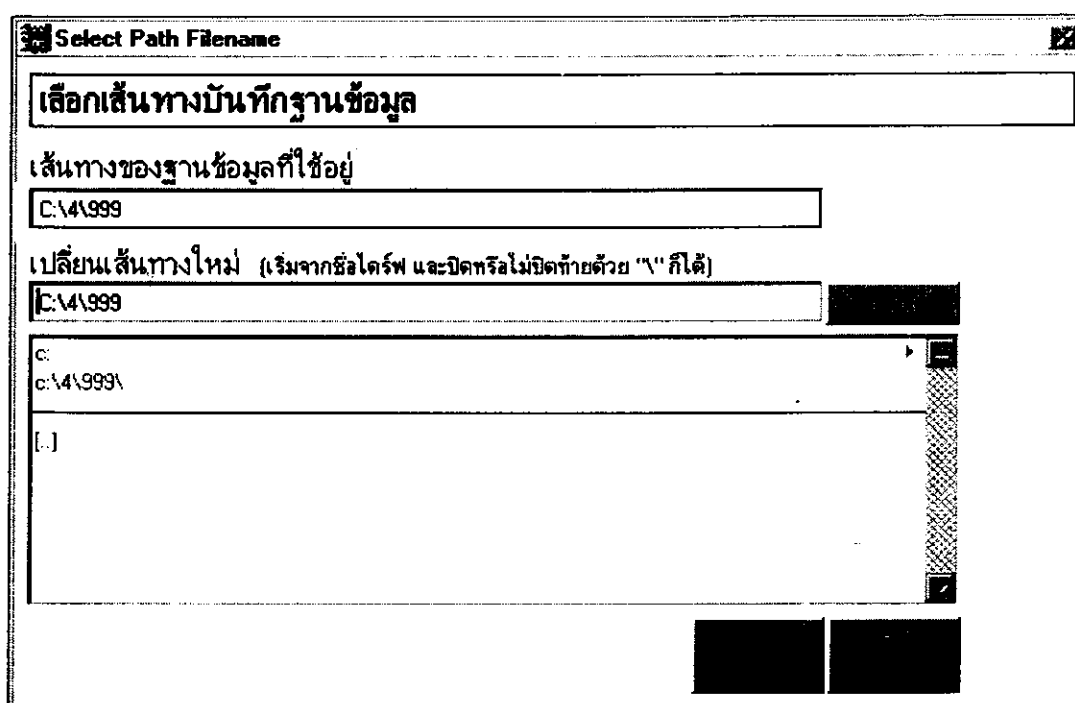 Select Path Filename
เลือกเส้นทางบันทึกฐานข้อมูล
เส้นทางของฐานข้อมูลที่ใช้อยู่
C:\4\999
เปลี่ยนเส้นทางใหม่ (เริ่มจากชื่อไดร์ฟ และปิดหรือไม่ปิดท้ายด้วย "\" ก็ได้)
C:\4\999
c:
c:\4\999\
[..]